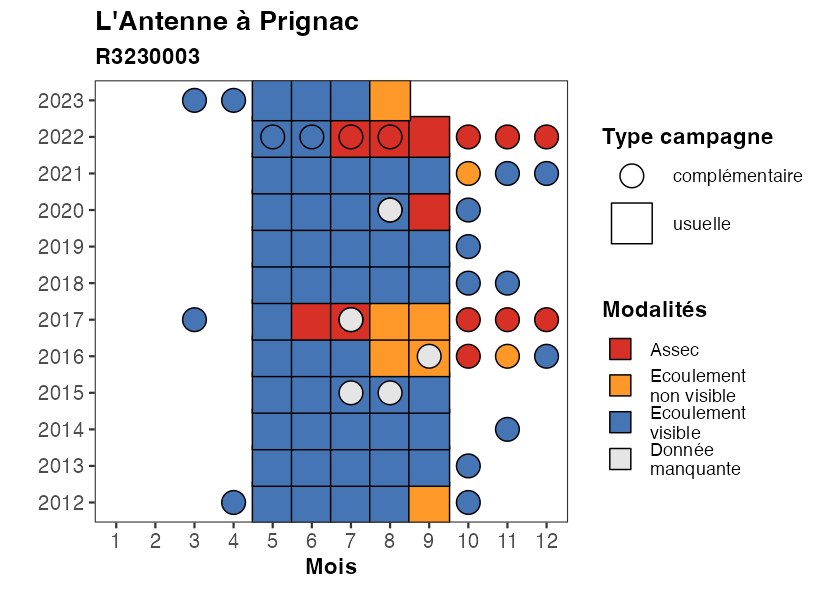 L'Antenne à Prignac
R3230003
2023
2022
2021
2020
2019
2018
2017
2016
2015
2014
2013
2012
1 2 3 4 5 6 7 8 9 10 11 12
Mois
Type campagne
complémentaire
usuelle
Modalités
Assec
Ecoulement
non visible
Ecoulement
visible
Donnée
manquante